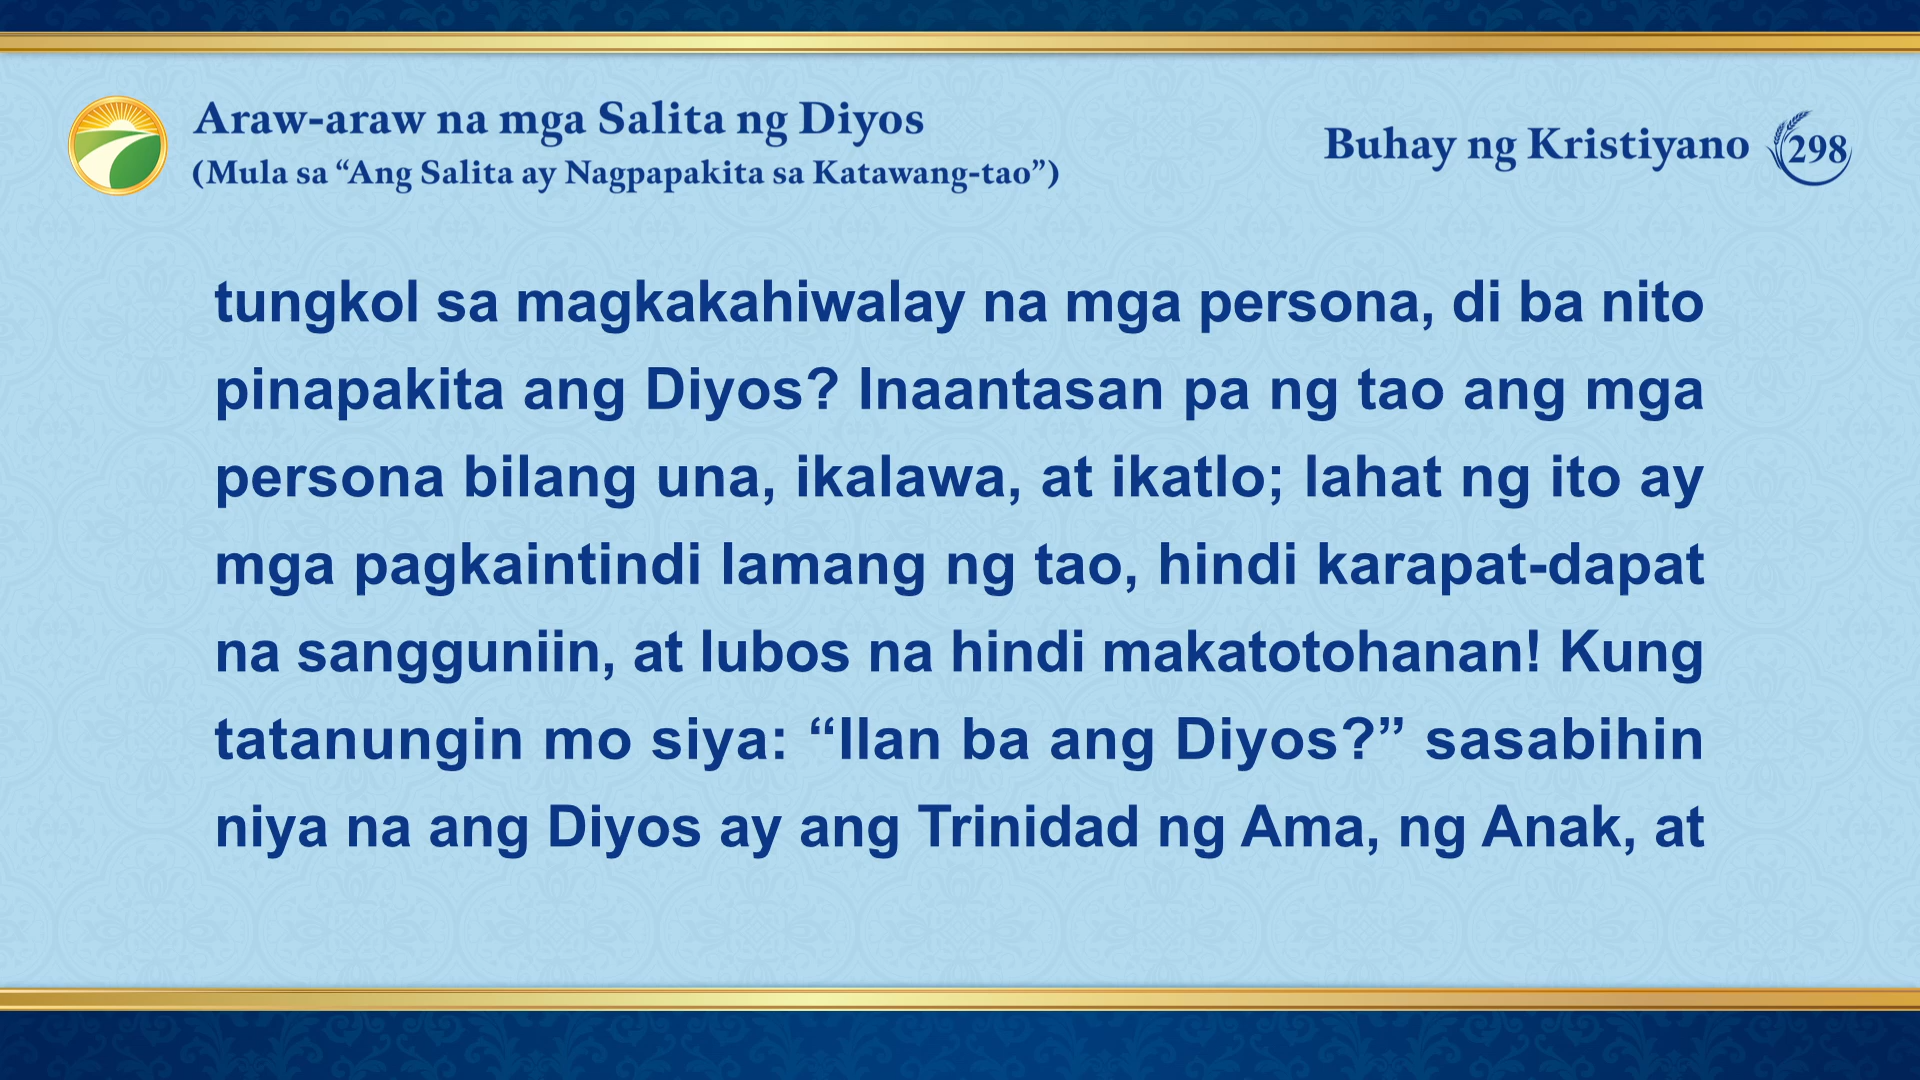 Araw-araw na mga Salita ng Diyos
(Mula sa “Ang Salita ay Nagpapakita sa Katawang-tao”)
Buhay ng Kristiyano 298
tungkol sa magkakahiwalay na mga persona, di ba nito
pinapakita ang Diyos? Inaantasan pa ng tao ang mga
persona bilang una, ikalawa, at ikatlo; lahat ng ito ay
mga pagkaintindi lamang ng tao, hindi karapat-dapat
na sangguniin, at lubos na hindi makatotohanan! Kung
tatanungin mo siya: “Ilan ba ang Diyos?” sasabihin
niya na ang Diyos ay ang Trinidad ng Ama, ng Anak, at